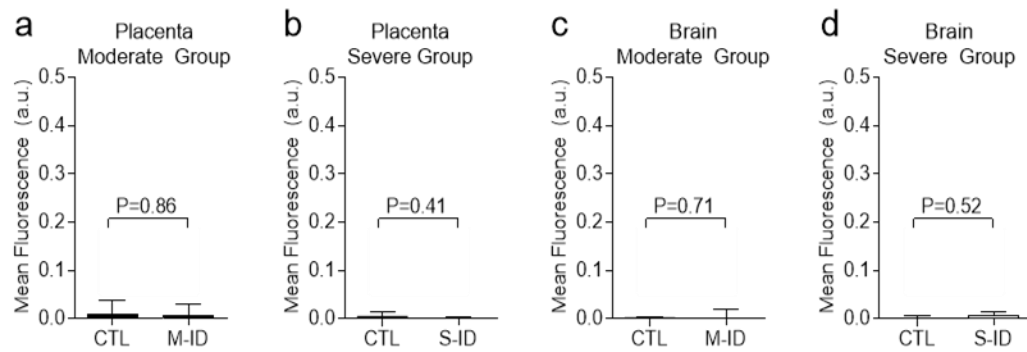 a
Placenta
Moderate Group
Mean Fluorescence (a.u.)
0.5
0.4
0.3
0.2
0.1
0.0
P=0.86
CTL M-ID
b
Placenta
Severe Group
Mean Fluorescence (a.u.)
0.5
0.4
0.3
0.2
0.1
0.0
P=0.41
CTL S-ID
c
Brain
Moderate Group
Mean Fluorescence (a.u.)
0.5
0.4
0.3
0.2
0.1
0.0
P=0.71
CTL M-ID
d
Brain
Severe Group
Mean Fluorescence (a.u.)
0.5
0.4
0.3
0.2
0.1
0.0
P=0.52
CTL S-ID